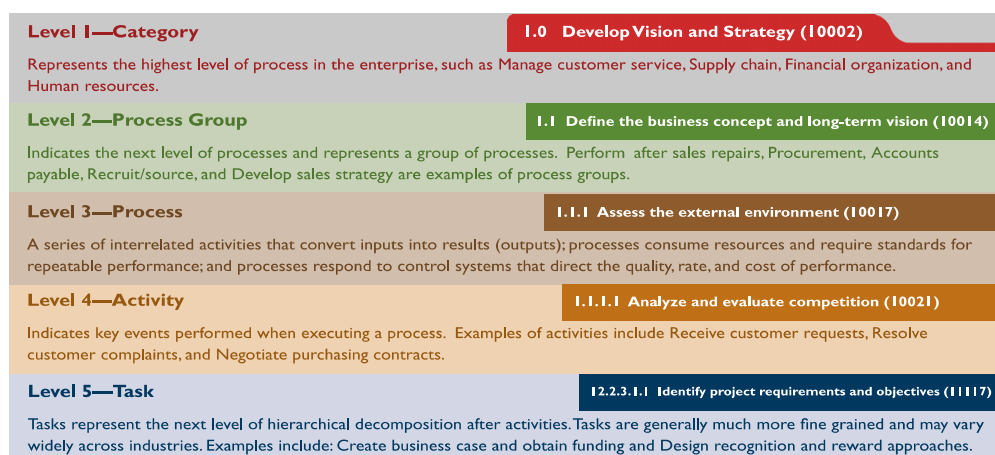 Level 1—Category
1.0 Develop Vision and Strategy (10002)
Represents the highest level of process in the enterprise, such as Manage customer service, Supply chain, Financial organization, and
Human resources.
Level 2—Process Group
1.1 Define the business concept and long-term vision (10014)
Indicates the next level of processes and represents a group of processes. Perform after sales repairs, Procurement, Accounts
payable, Recruit/source, and Develop sales strategy are examples of process groups.
Level 3—Process
1.1.1 Assess the external environment (10017)
A series of interrelated activities that convert inputs into results (outputs); processes consume resources and require standards for
repeatable performance; and processes respond to control systems that direct the quality, rate, and cost of performance.
Level 4—Activity
1.1.1.1 Analyze and evaluate competition (10021)
Indicates key events performed when executing a process. Examples of activities include Receive customer requests, Resolve
customer complaints, and Negotiate purchasing contracts.
Level 5—Task
12.2.3.1.1 Identify project requirements and objectives (11117)
Tasks represent the next level of hierarchical decomposition after activities. Tasks are generally much more fine grained and may vary
widely across industries. Examples include: Create business case and obtain funding and Design recognition and reward approaches.